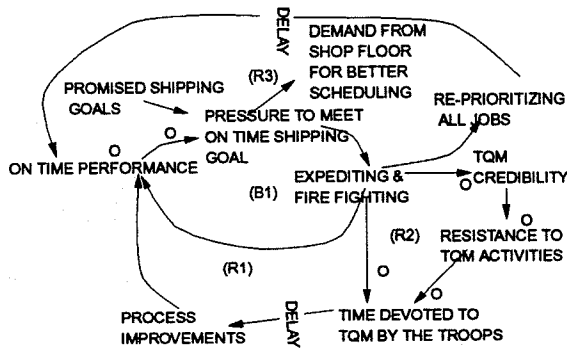 DELAY
DEMAND FROM
SHOP FLOOR
FOR BETTER
SCHEDULING
(R3)
PROMISED SHIPPING
GOALS
PRESSURE TO MEET
ON TIME SHIPPING
GOAL
RE-PRIORITIZING
ALL JOBS
O
O
ON TIME PERFORMANCE
EXPEDITING &
FIRE FIGHTING
TQM
CREDIBILITY
O
(B1)
O
(R2)
RESISTANCE TO
TQM ACTIVITIES
(R1)
O
O
PROCESS
IMPROVEMENTS
DELAY
TIME DEVOTED TO
TQM BY THE TROOPS